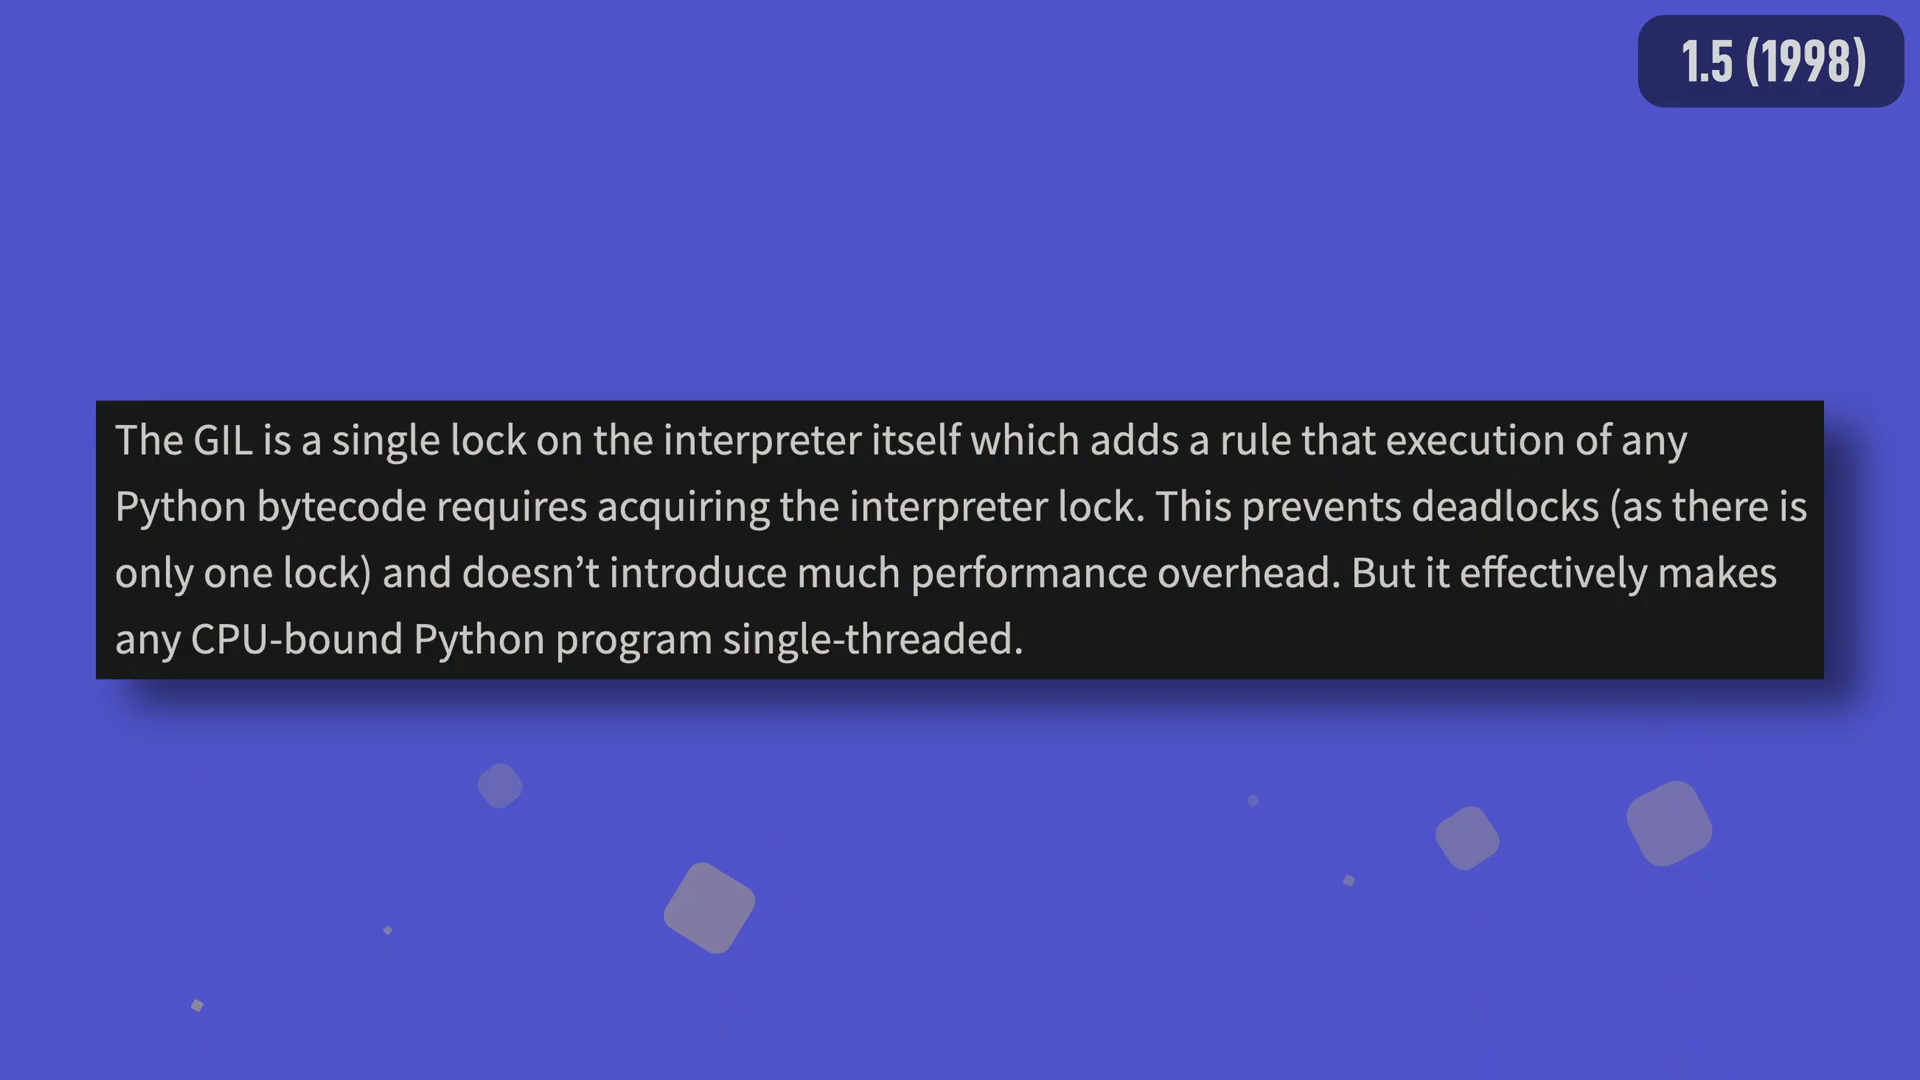 1.5 (1998)
The GIL is a single lock on the interpreter itself which adds a rule that execution of any
Python bytecode requires acquiring the interpreter lock. This prevents deadlocks (as there is
only one lock) and doesn’t introduce much performance overhead. But it effectively makes
any CPU-bound Python program single-threaded.